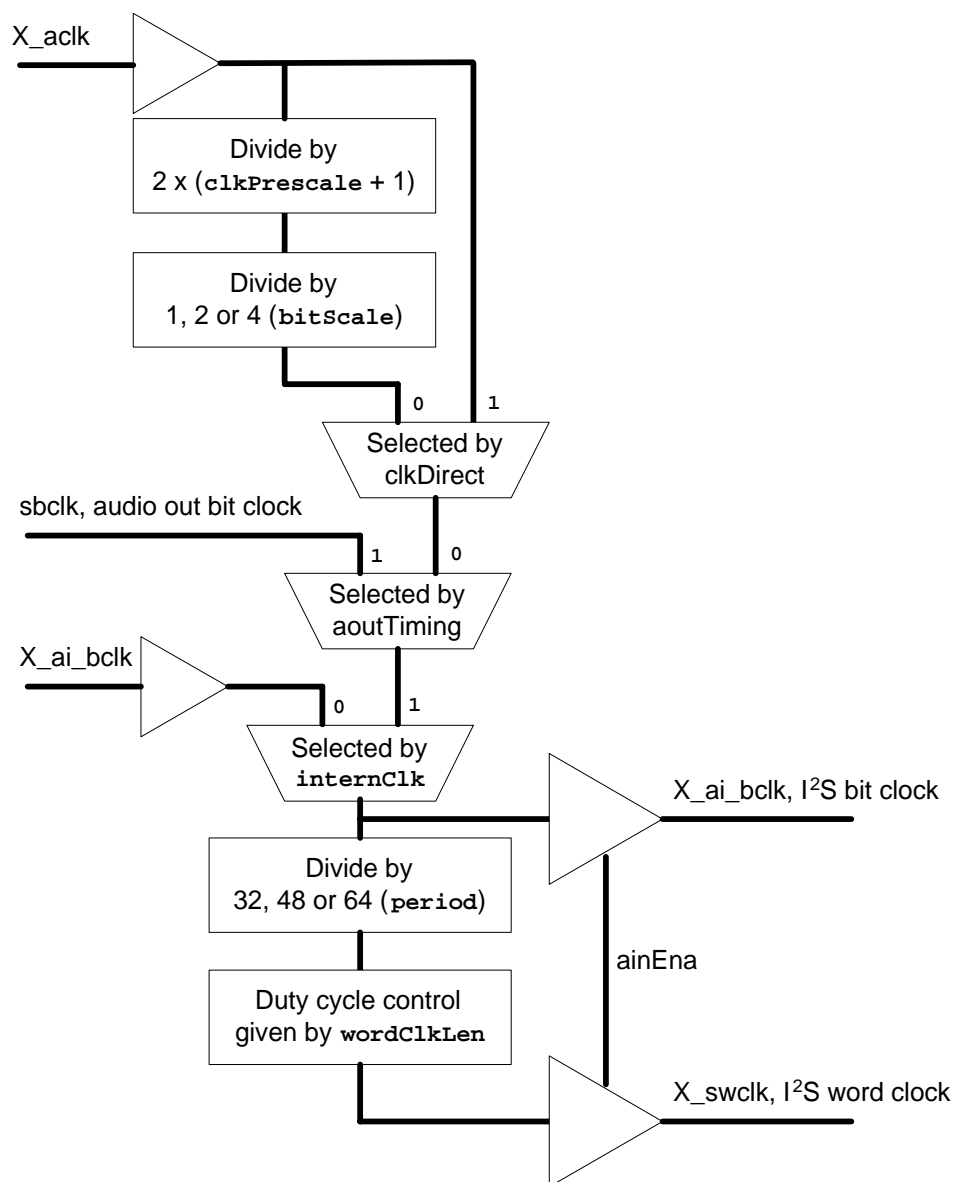 X_aclk
Divide by
2 x (clkPrescale + 1)
Divide by
1, 2 or 4 (bitScale)
0
1
Selected by
clkDirect
sbclk, audio out bit clock
1
0
Selected by
aoutTiming
X_ai_bclk
0
1
Selected by
internClk
X_ai_bclk, I²S bit clock
Divide by
32, 48 or 64 (period)
ainEna
Duty cycle control
given by wordClkLen
X_swclk, I²S word clock